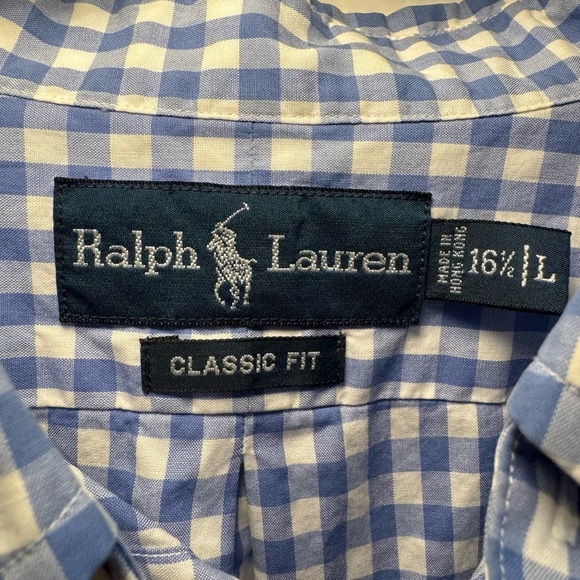 Ralph Lauren
MADE IN
HONG KONG
16½ L
CLASSIC FIT